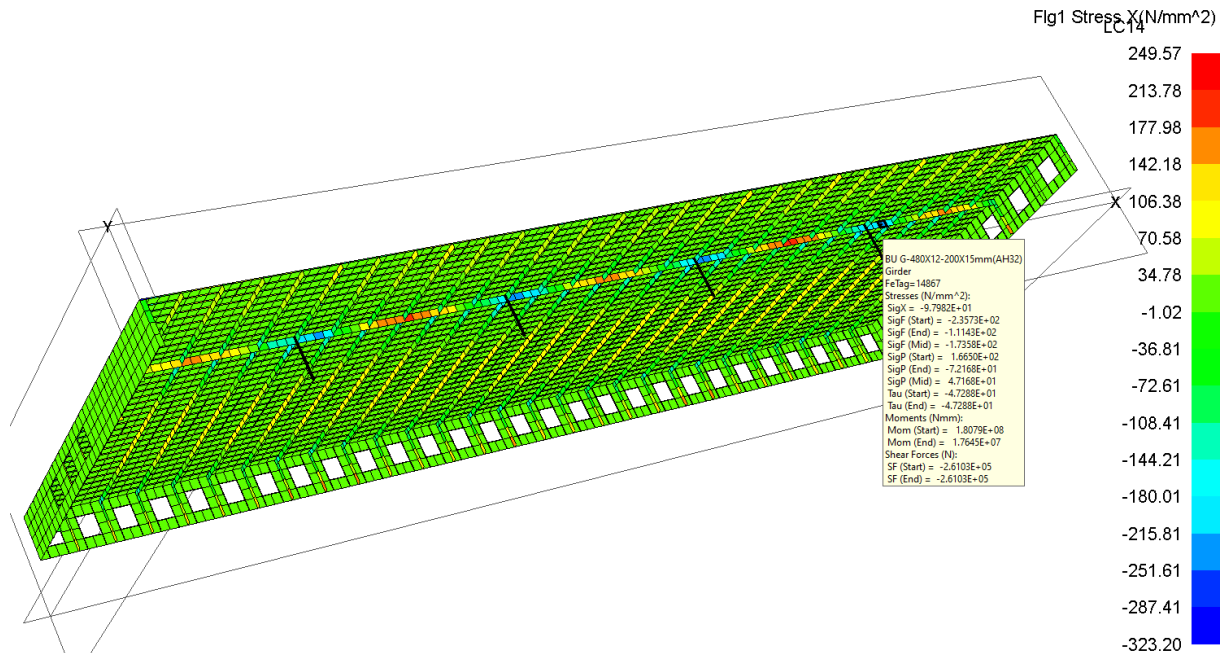 Flg1 Stress X(N/mm^2)
LC14
249.57
213.78
177.98
142.18
106.38
70.58
34.78
-1.02
-36.81
-72.61
-108.41
-144.21
-180.01
-215.81
-251.61
-287.41
-323.20
Y
X
BU G-480X12-200X15mm(AH32)
Girder
FeTag=14867
Stresses (N/mm^2):
SigX = -9.7982E+01
SigF (Start) = -2.3573E+02
SigF (End) = -1.1143E+02
SigF (Mid) = -1.7358E+02
SigP (Start) = 1.6650E+02
SigP (End) = -7.2168E+01
SigP (Mid) = 4.7168E+01
Tau (Start) = -4.7288E+01
Tau (End) = -4.7288E+01
Moments (Nmm):
Mom (Start) = 1.8079E+08
Mom (End) = 1.7645E+07
Shear Forces (N):
SF (Start) = -2.6103E+05
SF (End) = -2.6103E+05